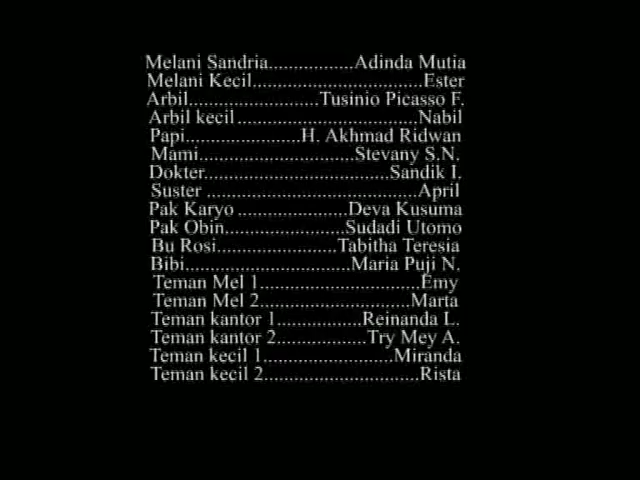 Melani Sandria.................Adinda Mutia
Melani Kecil..................................Ester
Arbil..........................Tusinio Picasso F.
Arbil kecil.....................................Nabil
Papi.......................H. Akhmad Ridwan
Mami...............................Stevany S.N.
Dokter.....................................Sandik I.
Suster ..........................................April
Pak Karyo ......................Deva Kusuma
Pak Obin........................Sudadi Utomo
Bu Rosi........................Tabitha Teresia
Bibi.................................Maria Puji N.
Teman Mel 1................................Emy
Teman Mel 2..............................Marta
Teman kantor 1.................Reinanda L.
Teman kantor 2..................Try Mey A.
Teman kecil 1..........................Miranda
Teman kecil 2...............................Rista